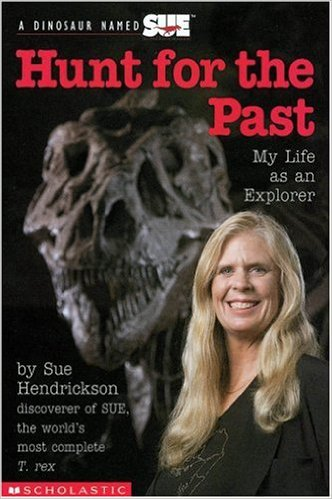 A DINOSAUR NAMED SUE™
Hunt for the
Past
My Life
as an
Explorer
by Sue
Hendrickson
discoverer of SUE,
the world's
most complete
T. rex
SCHOLASTIC